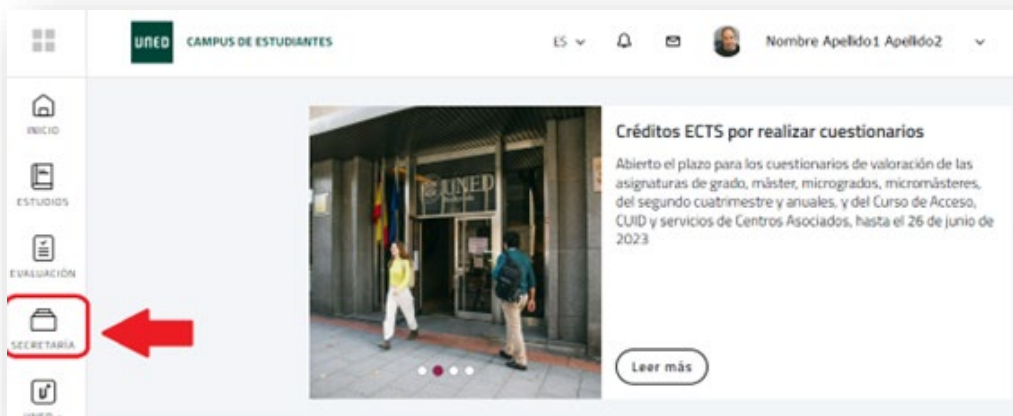 UNED
CAMPUS DE ESTUDIANTES
ES
Nombre Apellido1 Apellido2
INICIO
ESTUDIOS
EVALUACIÓN
SECRETARÍA
UNED
Créditos ECTS por realizar cuestionarios
Abierto el plazo para los cuestionarios de valoración de las
asignaturas de grado, máster, microgrados, micromásteres,
del segundo cuatrimestre y anuales, y del Curso de Acceso,
CUID y servicios de Centros Asociados, hasta el 26 de junio de
2023
Leer más